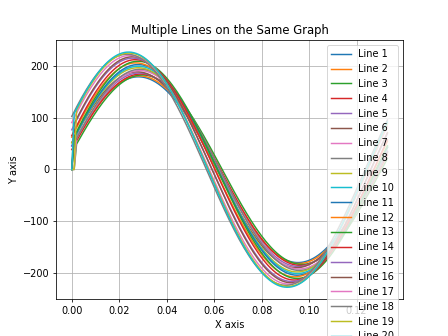 Multiple Lines on the Same Graph
Y axis
200
100
0
−100
−200
0.00
0.02
0.04
0.06
0.08
0.10
X axis
Line 1
Line 2
Line 3
Line 4
Line 5
Line 6
Line 7
Line 8
Line 9
Line 10
Line 11
Line 12
Line 13
Line 14
Line 15
Line 16
Line 17
Line 18
Line 19
Line 20